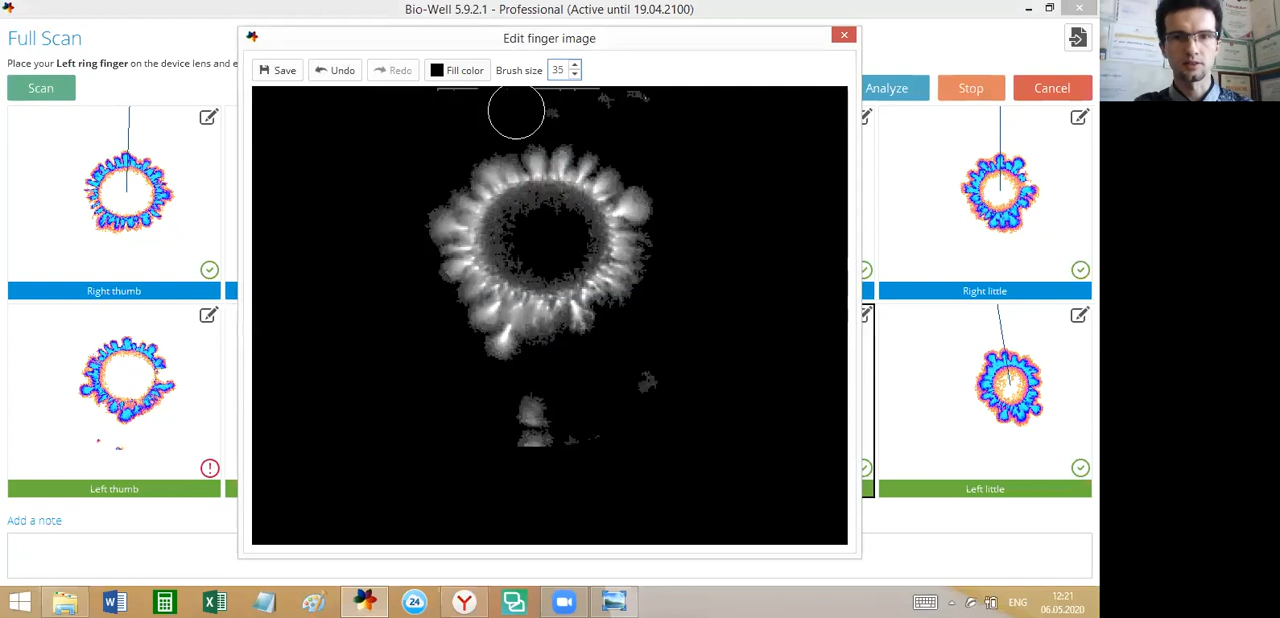 Bio-Well 5.9.2.1 - Professional (Active until 19.04.2100)
Full Scan
Edit finger image
Place your Left ring finger on the device lens and e
Save
Undo
Redo
Fill color
Brush size
35
Scan
Analyze
Stop
Cancel
Right thumb
Right little
Left thumb
Left little
Add a note
24
ENG
12:21
06.05.2020